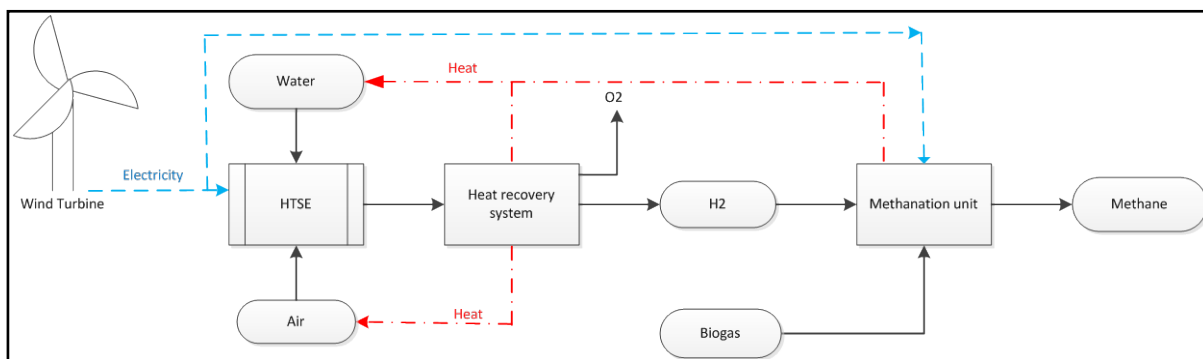 Water
Heat
O2
Electricity
Wind Turbine
HTSE
Heat recovery
system
H2
Methanation unit
Methane
Air
Heat
Biogas